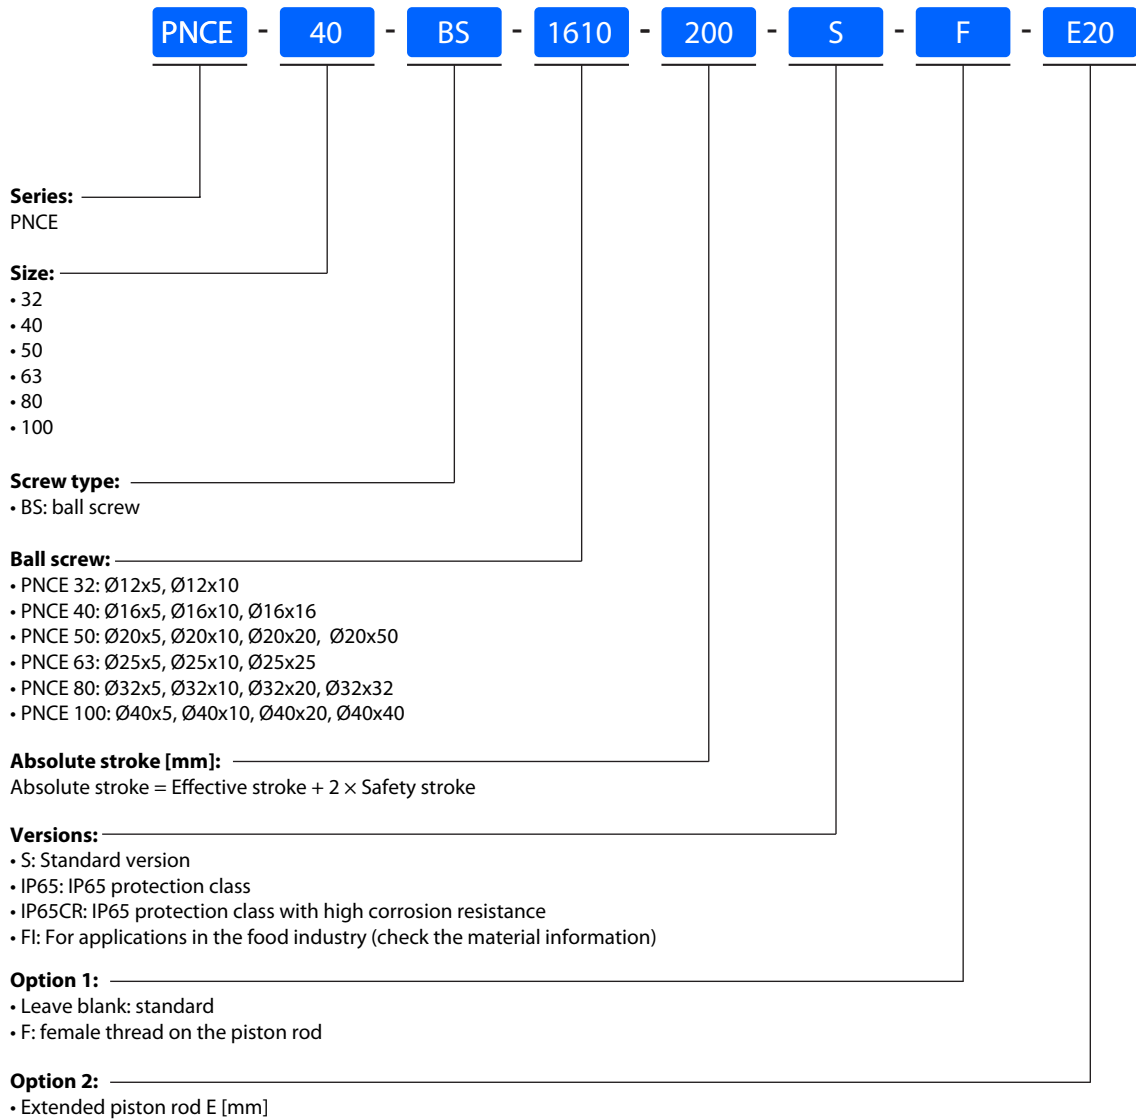 PNCE - 40 - BS - 1610 - 200 - S - F - E20
Series:
PNCE
Size:
• 32
• 40
• 50
• 63
• 80
• 100
Screw type:
• BS: ball screw
Ball screw:
• PNCE 32: Ø12x5, Ø12x10
• PNCE 40: Ø16x5, Ø16x10, Ø16x16
• PNCE 50: Ø20x5, Ø20x10, Ø20x20, Ø20x50
• PNCE 63: Ø25x5, Ø25x10, Ø25x25
• PNCE 80: Ø32x5, Ø32x10, Ø32x20, Ø32x32
• PNCE 100: Ø40x5, Ø40x10, Ø40x20, Ø40x40
Absolute stroke [mm]:
Absolute stroke = Effective stroke + 2 × Safety stroke
Versions:
• S: Standard version
• IP65: IP65 protection class
• IP65CR: IP65 protection class with high corrosion resistance
• FI: For applications in the food industry (check the material information)
Option 1:
• Leave blank: standard
• F: female thread on the piston rod
Option 2:
• Extended piston rod E [mm]